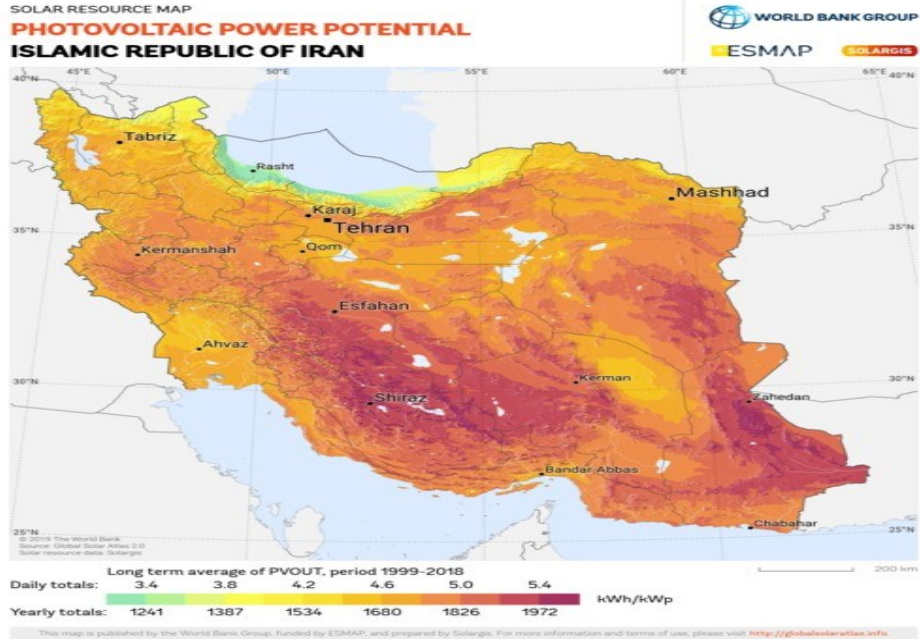 SOLAR RESOURCE MAP
PHOTOVOLTAIC POWER POTENTIAL
ISLAMIC REPUBLIC OF IRAN
WORLD BANK GROUP
ESMAP
SOLARGIS
45°E 50°E 55°E 60°E 65°E
40°N 40°N
Tabriz
Rasht
Mashhad
Karaj
Tehran
35°N 35°N
Kermanshah
Qom
Esfahan
Ahvaz
30°N 30°N
Kerman
Shiraz
Zahedan
Bandar Abbas
Chabahar
25°N 25°N
© 2019 The World Bank
Source: Global Solar Atlas 2.0
Solar resource data: Solargis
200 km
Long term average of PVOUT, period 1999-2018
Daily totals: 3.4 3.8 4.2 4.6 5.0 5.4
kWh/kWp
Yearly totals: 1241 1387 1534 1680 1826 1972
This map is published by the World Bank Group, funded by ESMAP, and prepared by Solargis. For more information and terms of use, please visit http://globalsolaratlas.info.